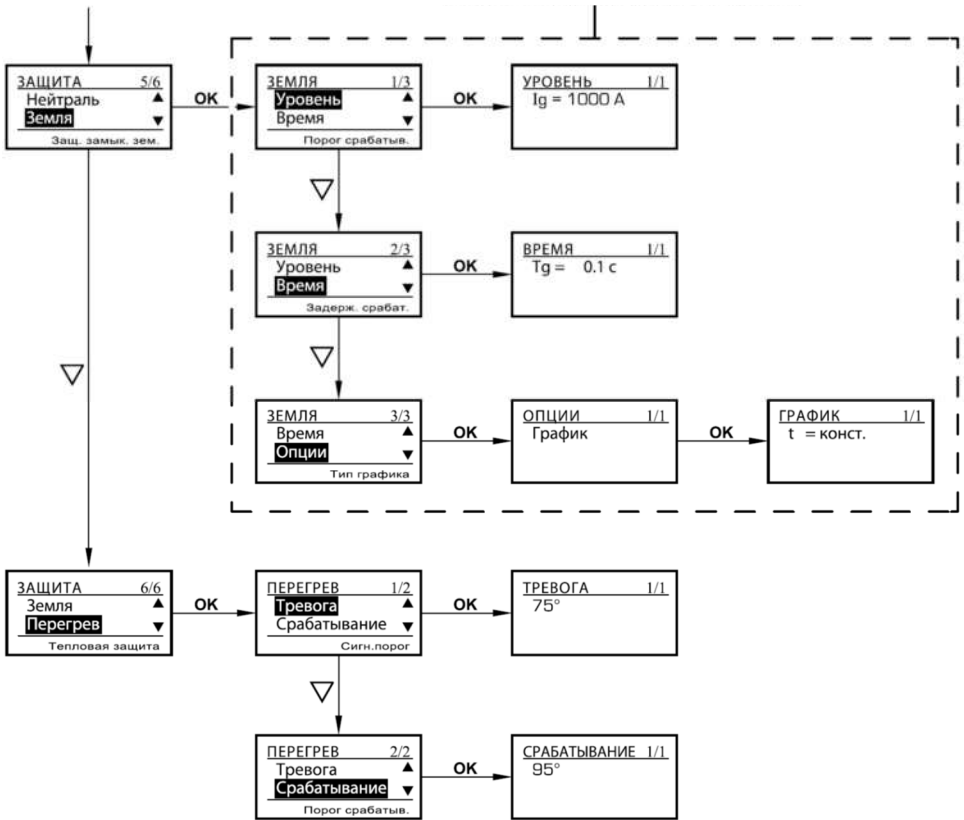 ЗАЩИТА 5/6
Нейтраль ▲
Земля ▼
Защ. замык. зем.
OK
ЗЕМЛЯ 1/3
Уровень ▲
Время ▼
Порог срабатыв.
OK
УРОВЕНЬ 1/1
Ig = 1000 A
ЗЕМЛЯ 2/3
Уровень ▲
Время ▼
Задерж. срабат.
OK
ВРЕМЯ 1/1
Tg = 0.1 с
ЗЕМЛЯ 3/3
Время ▲
Опции ▼
Тип графика
OK
ОПЦИИ 1/1
График
OK
ГРАФИК 1/1
t = конст.
ЗАЩИТА 6/6
Земля ▲
Перегрев ▼
Тепловая защита
OK
ПЕРЕГРЕВ 1/2
Тревога ▲
Срабатывание ▼
Сигн.порог
OK
ТРЕВОГА 1/1
75°
ПЕРЕГРЕВ 2/2
Тревога ▲
Срабатывание ▼
Порог срабатыв.
OK
СРАБАТЫВАНИЕ 1/1
95°